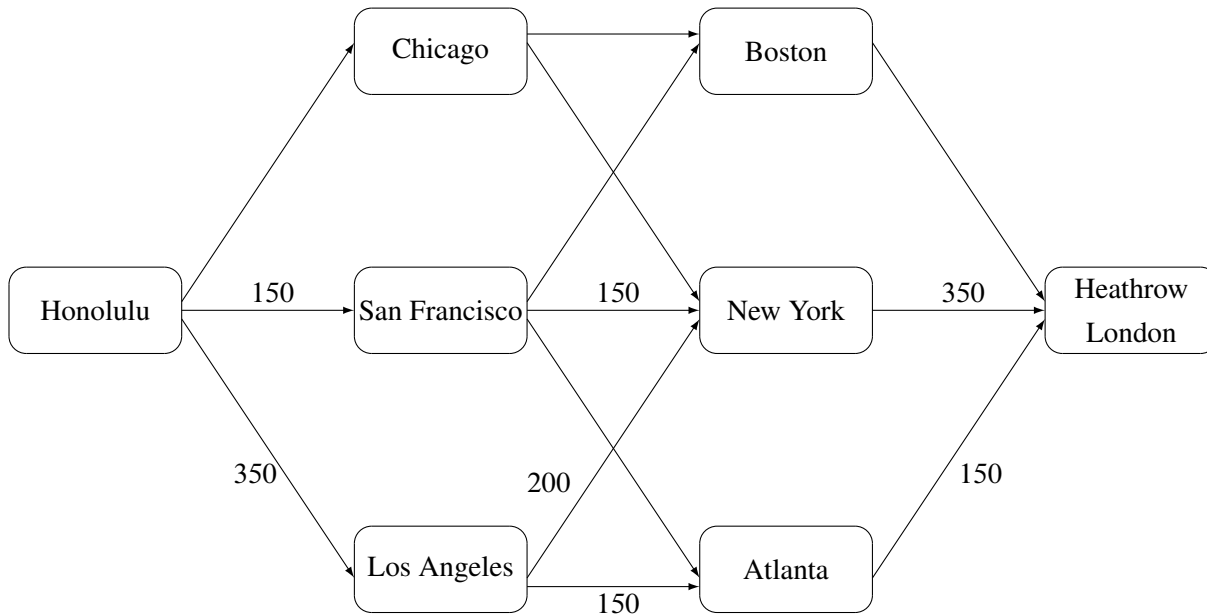 Chicago
Boston
Honolulu
150
San Francisco
150
New York
350
Heathrow
London
350
200
150
Los Angeles
150
Atlanta